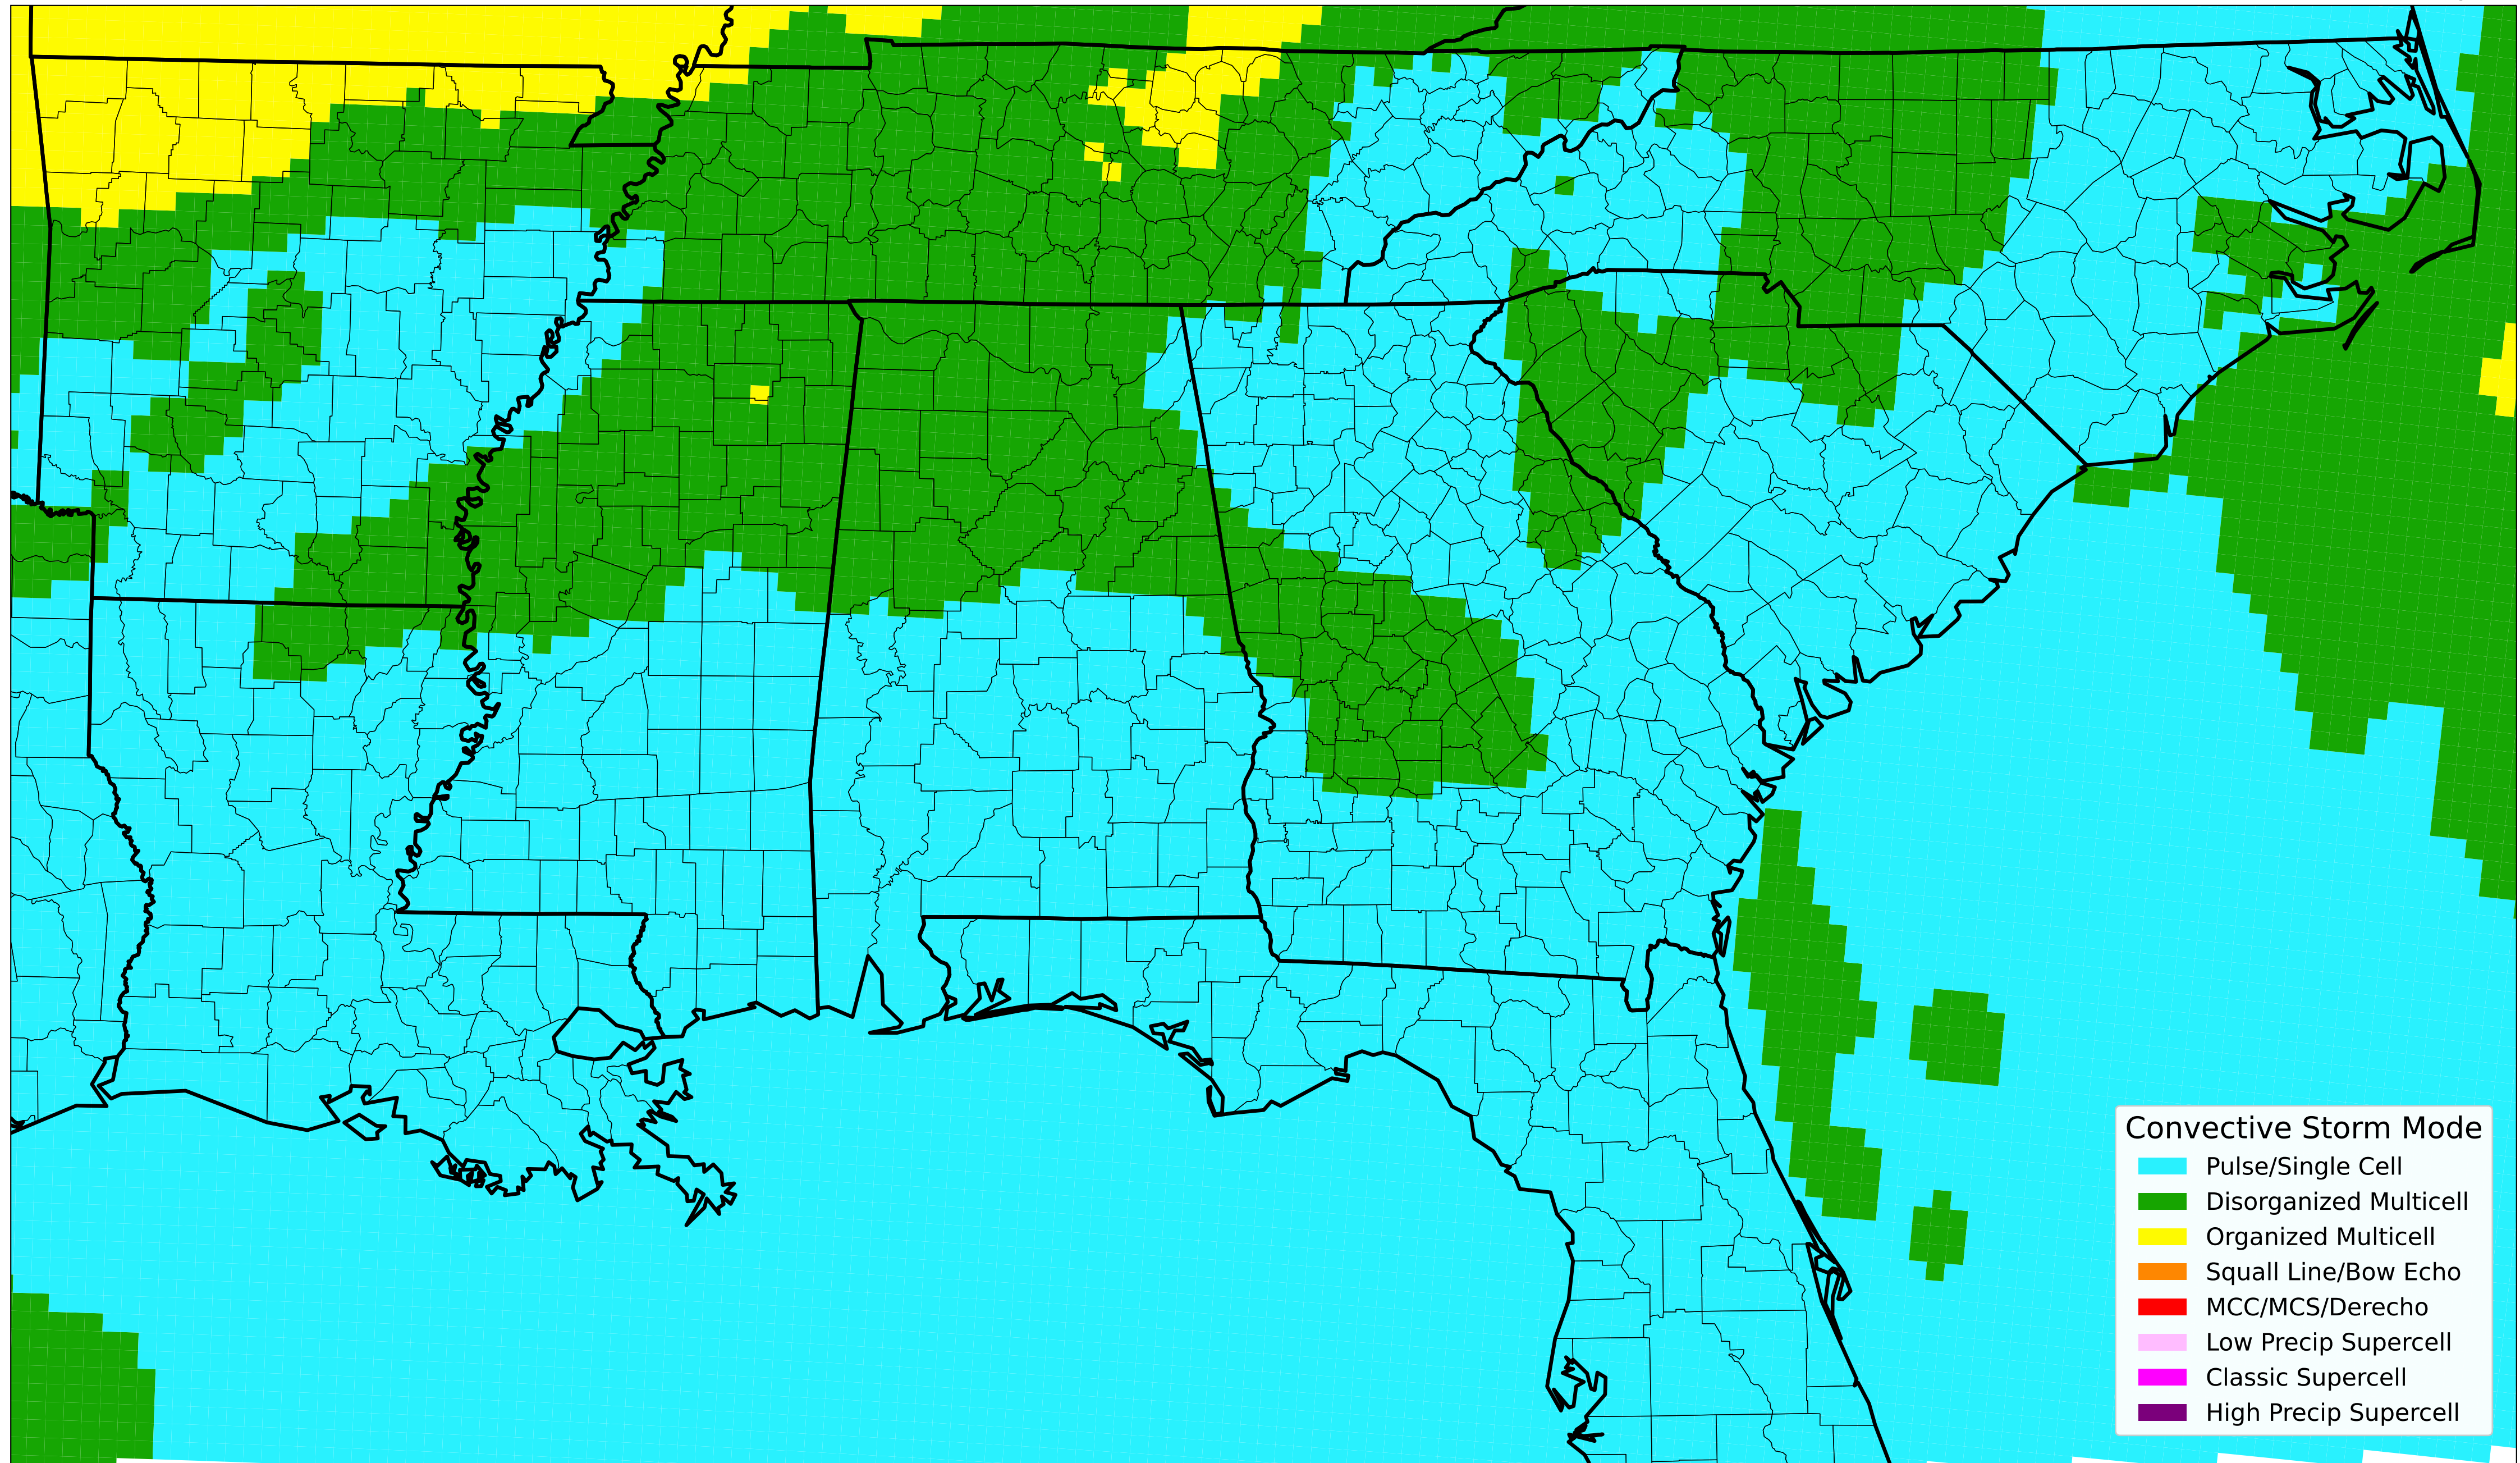 Convective Storm Mode
Pulse/Single Cell
Disorganized Multicell
Organized Multicell
Squall Line/Bow Echo
MCC/MCS/Derecho
Low Precip Supercell
Classic Supercell
High Precip Supercell